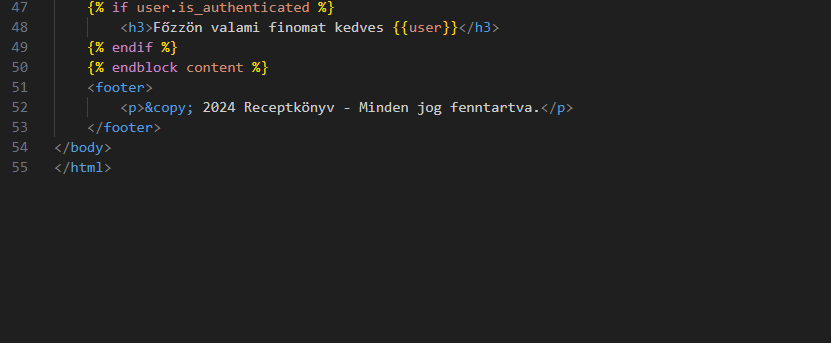 47 {% if user.is_authenticated %}
48 <h3>Főzzön valami finomat kedves {{user}}</h3>
49 {% endif %}
50 {% endblock content %}
51 <footer>
52 <p>&copy; 2024 Receptkönyv - Minden jog fenntartva.</p>
53 </footer>
54 </body>
55 </html>